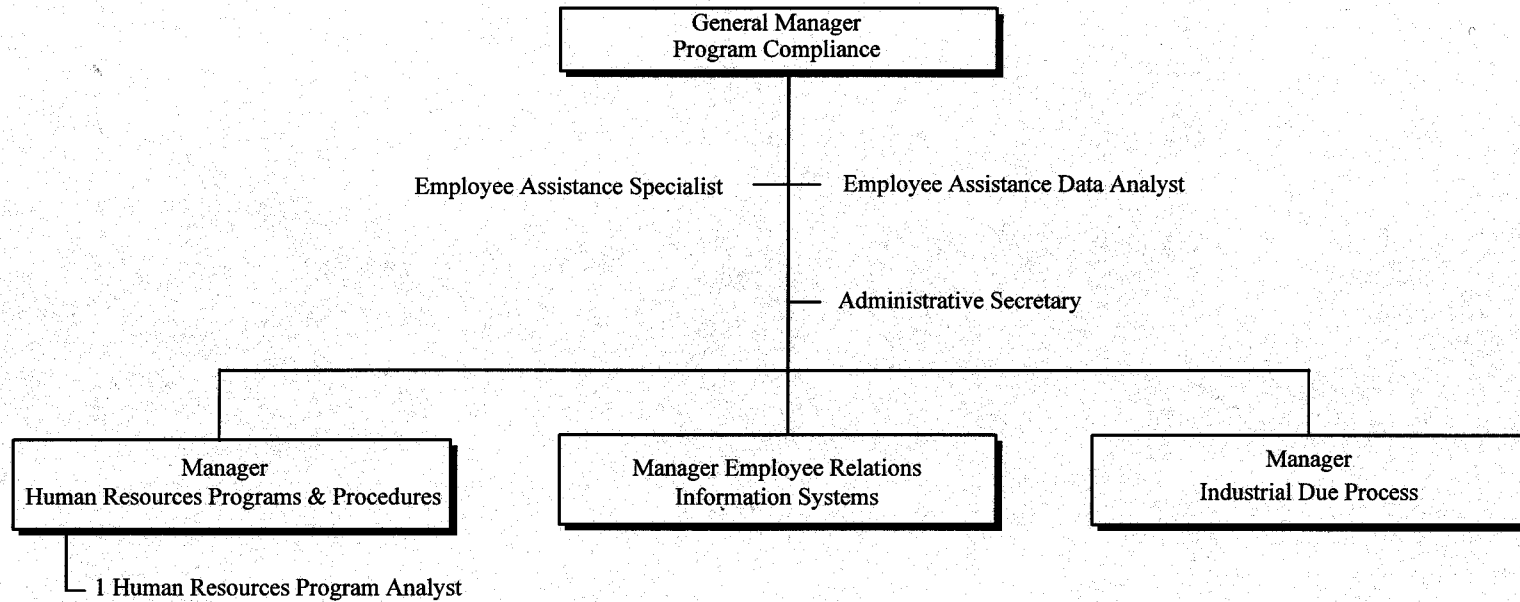 General Manager
Program Compliance
Employee Assistance Specialist
Employee Assistance Data Analyst
Administrative Secretary
Manager
Human Resources Programs & Procedures
Manager Employee Relations
Information Systems
Manager
Industrial Due Process
1 Human Resources Program Analyst